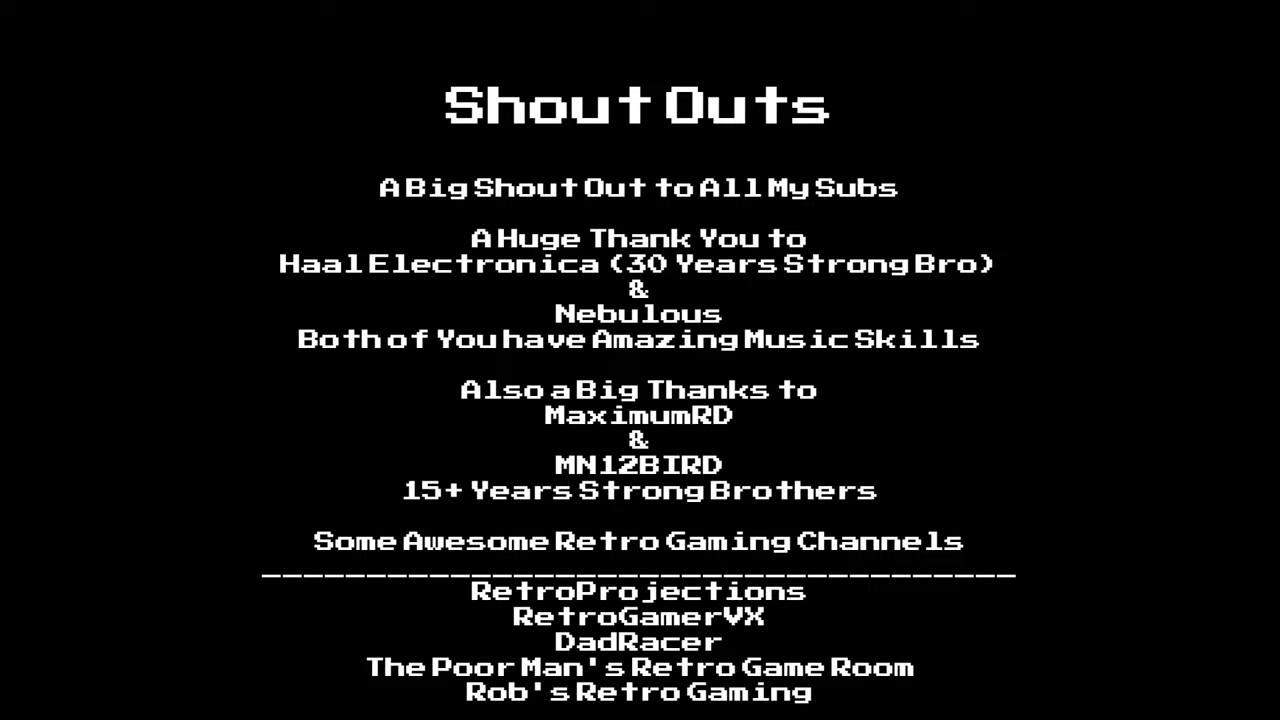 Shout Outs
A Big Shout Out to All My Subs
A Huge Thank You to
Haal Electronica (30 Years Strong Bro)
&
Nebulous
Both of You have Amazing Music Skills
Also a Big Thanks to
MaximumRD
&
MN12BIRD
15+ Years Strong Brothers
Some Awesome Retro Gaming Channels
____________________________________
RetroProjections
RetroGamerVX
DadRacer
The Poor Man's Retro Game Room
Rob's Retro Gaming